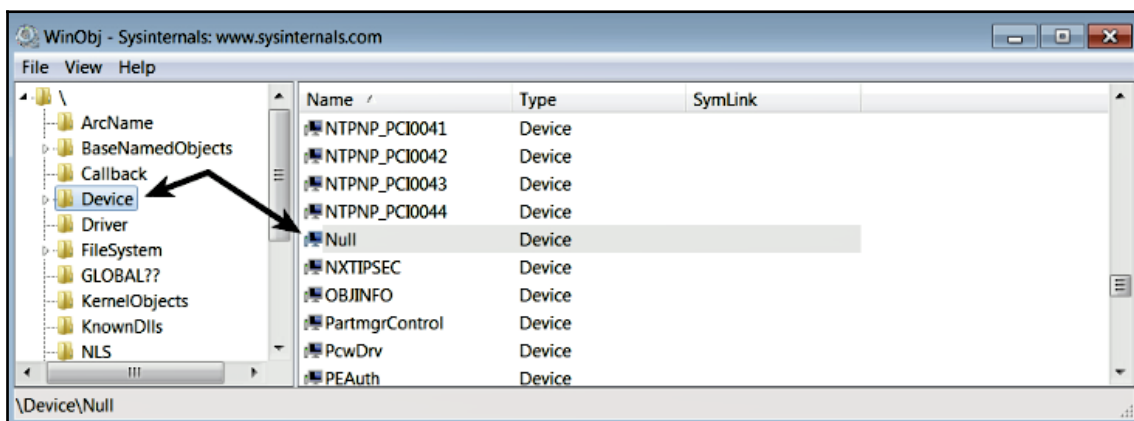 WinObj - Sysinternals: www.sysinternals.com
File View Help
\
ArcName
BaseNamedObjects
Callback
Device
Driver
FileSystem
GLOBAL??
KernelObjects
KnownDlls
NLS
Name Type SymLink
NTPNP_PCI0041 Device
NTPNP_PCI0042 Device
NTPNP_PCI0043 Device
NTPNP_PCI0044 Device
Null Device
NXTIPSEC Device
OBJINFO Device
PartmgrControl Device
PcwDrv Device
PEAuth Device
\Device\Null